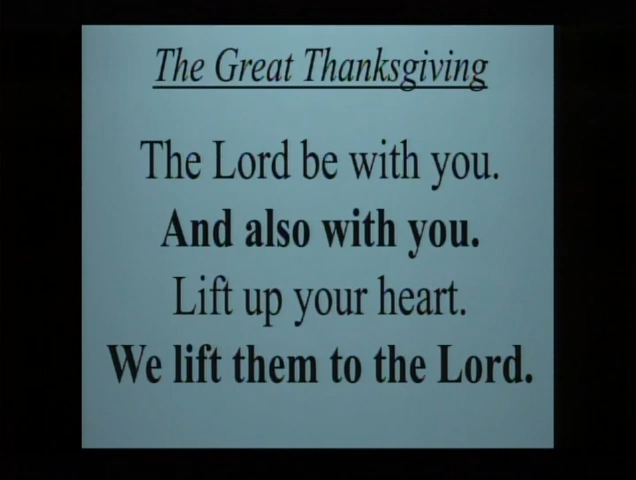 The Great Thanksgiving
The Lord be with you.
And also with you.
Lift up your heart.
We lift them to the Lord.